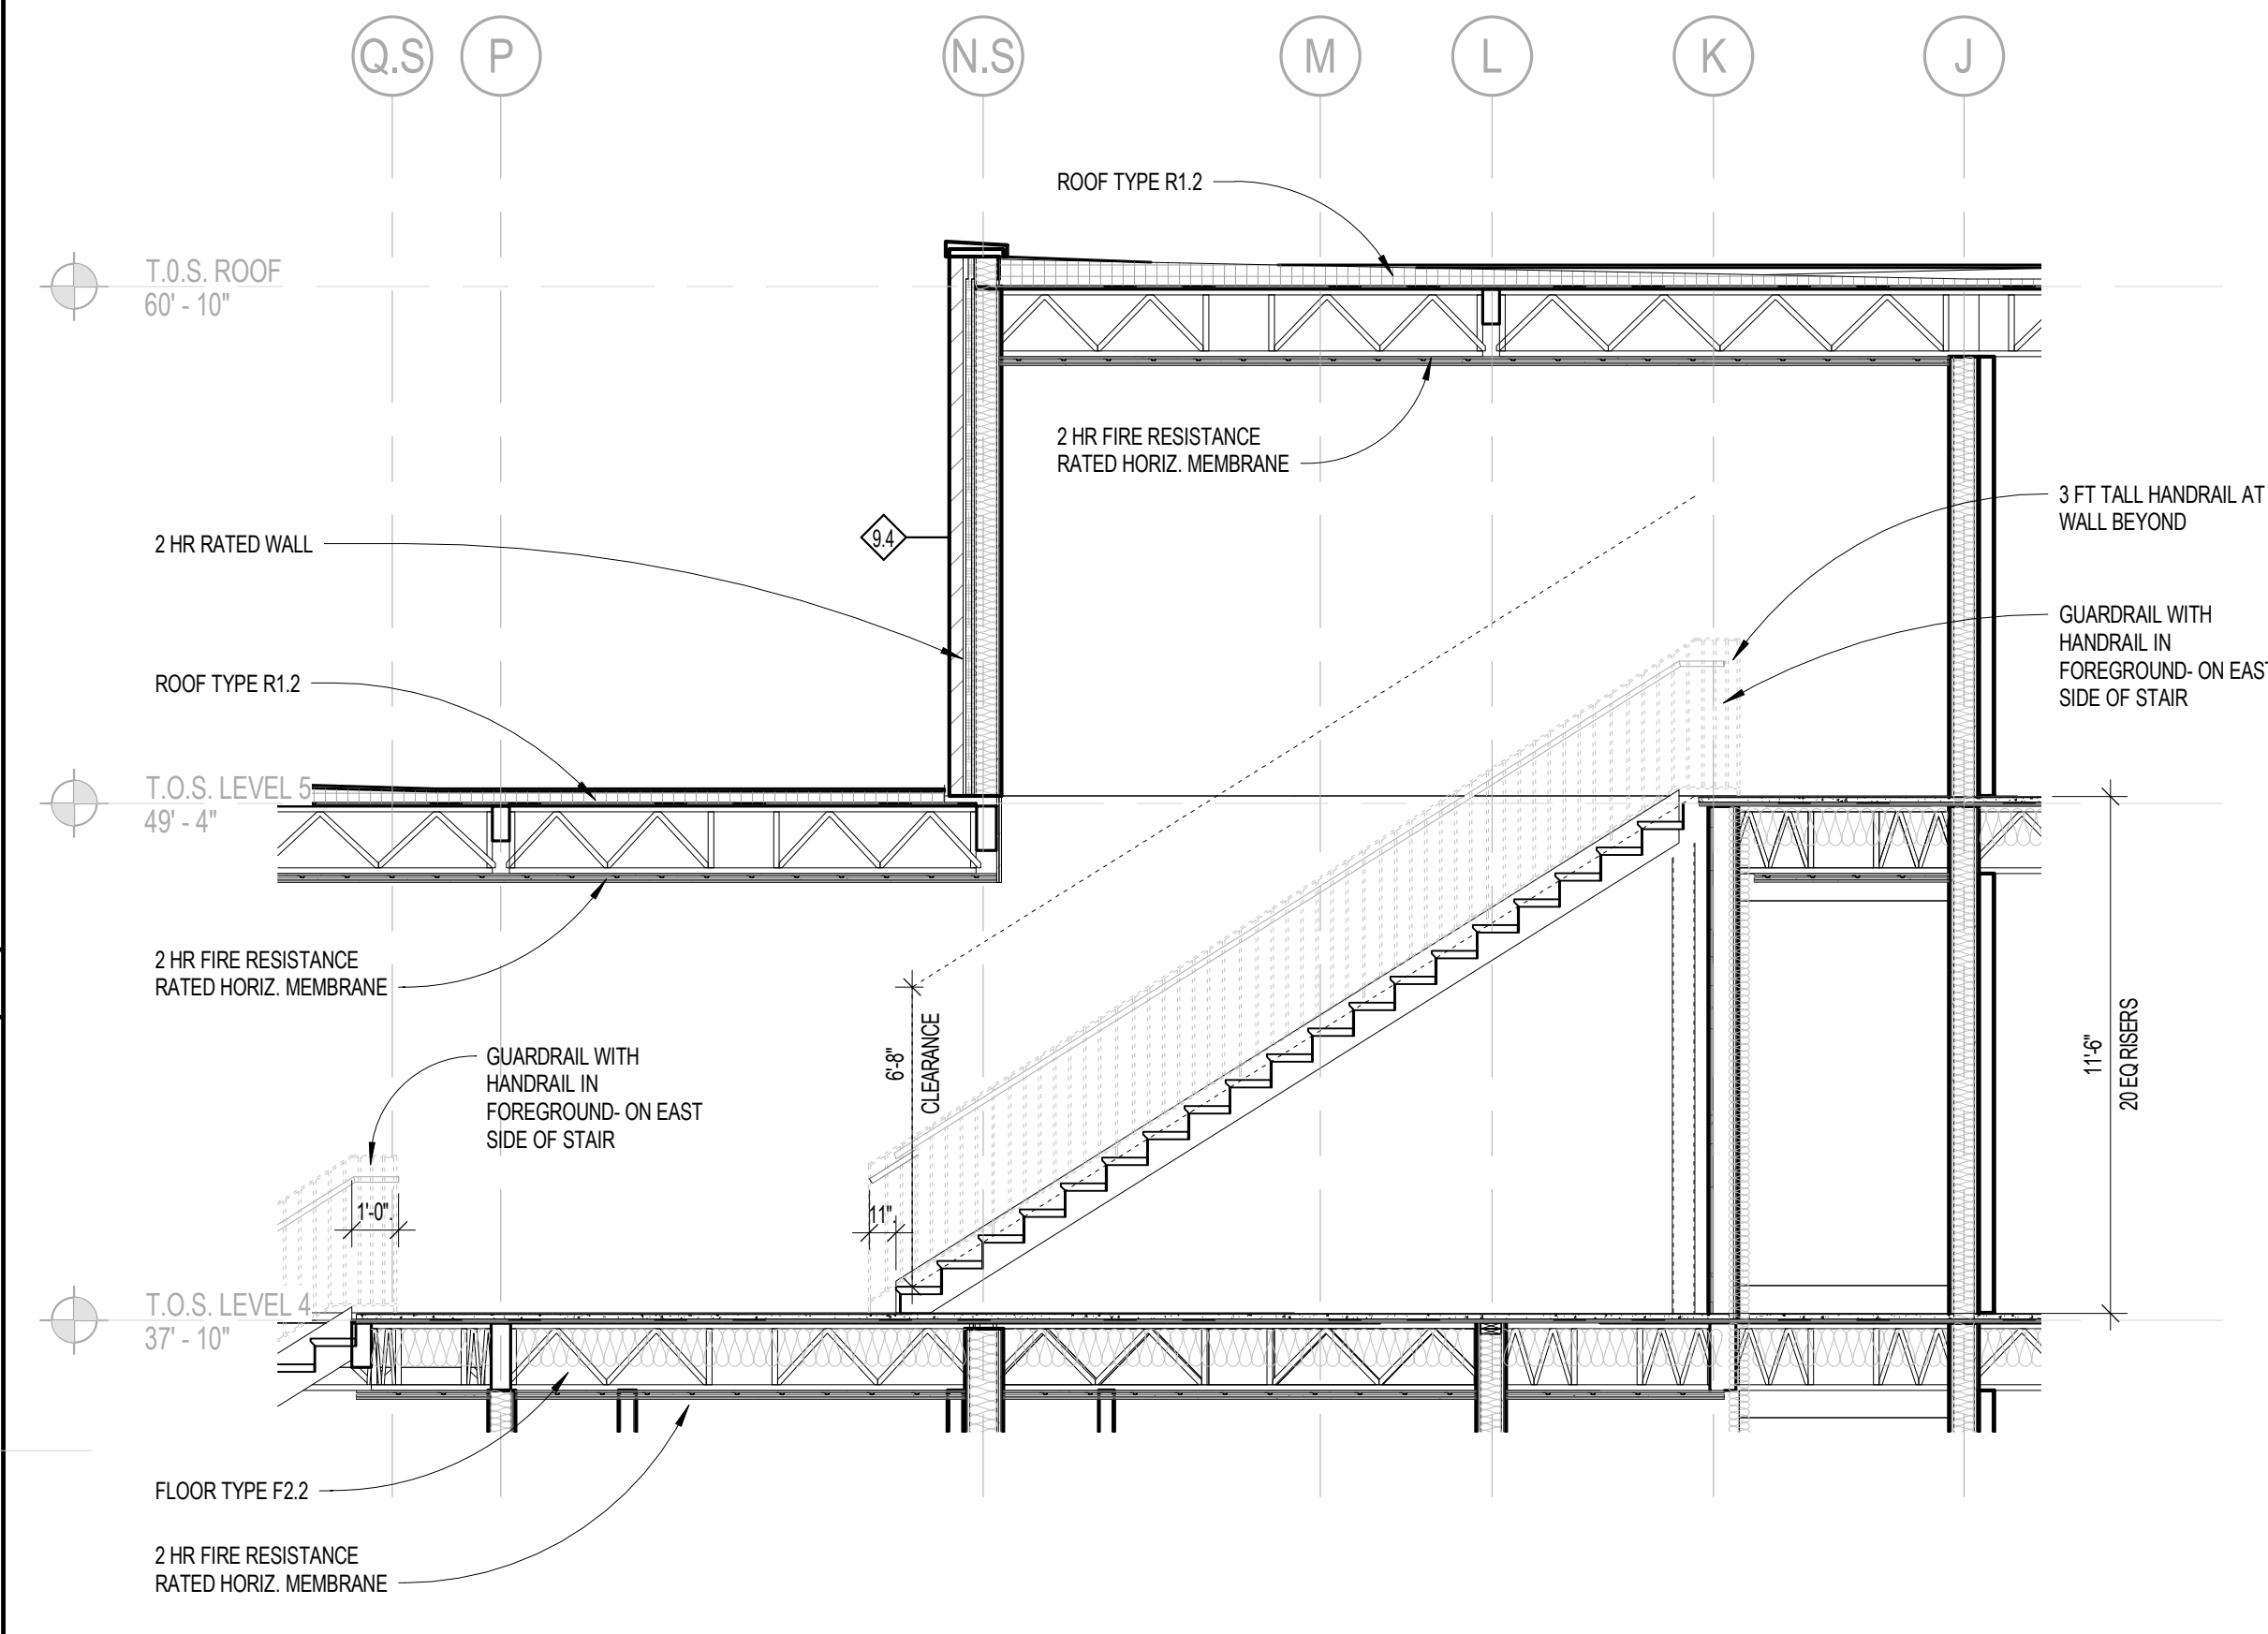 Q.S
P
N.S
M
L
K
J
ROOF TYPE R1.2
T.O.S. ROOF
60' - 10"
2 HR FIRE RESISTANCE
RATED HORIZ. MEMBRANE
3 FT TALL HANDRAIL AT
WALL BEYOND
9.4
2 HR RATED WALL
GUARDRAIL WITH
HANDRAIL IN
FOREGROUND- ON EAST
SIDE OF STAIR
ROOF TYPE R1.2
T.O.S. LEVEL 5
49' - 4"
2 HR FIRE RESISTANCE
RATED HORIZ. MEMBRANE
6'-8"
CLEARANCE
11'-6"
20 EQ RISERS
GUARDRAIL WITH
HANDRAIL IN
FOREGROUND- ON EAST
SIDE OF STAIR
1'-0"
11"
T.O.S. LEVEL 4
37' - 10"
FLOOR TYPE F2.2
2 HR FIRE RESISTANCE
RATED HORIZ. MEMBRANE